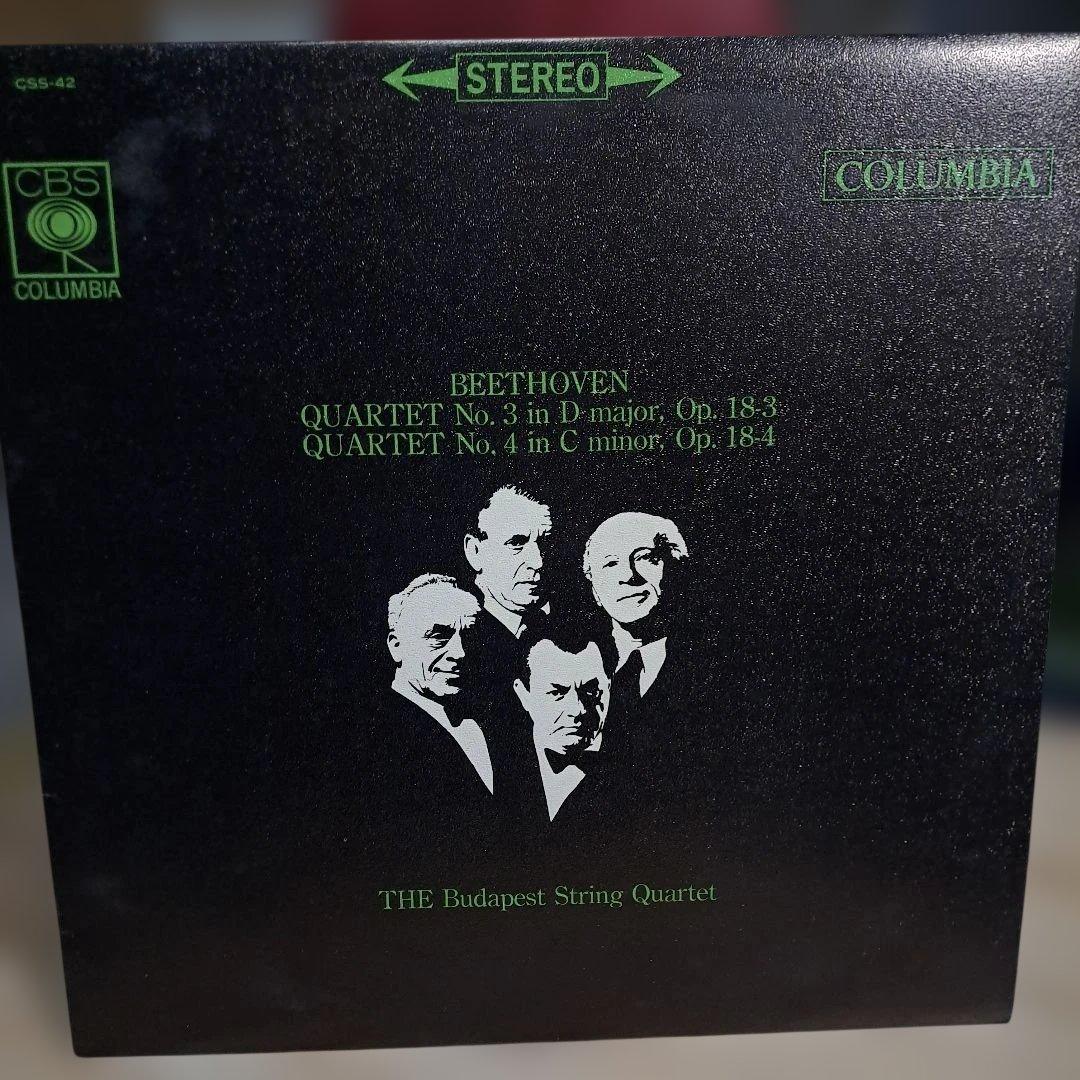 STEREO
CSS-42
CBS
COLUMBIA
COLUMBIA
BEETHOVEN
QUARTET No. 3 in D major, Op. 18-3
QUARTET No. 4 in C minor, Op. 18-4
THE Budapest String Quartet